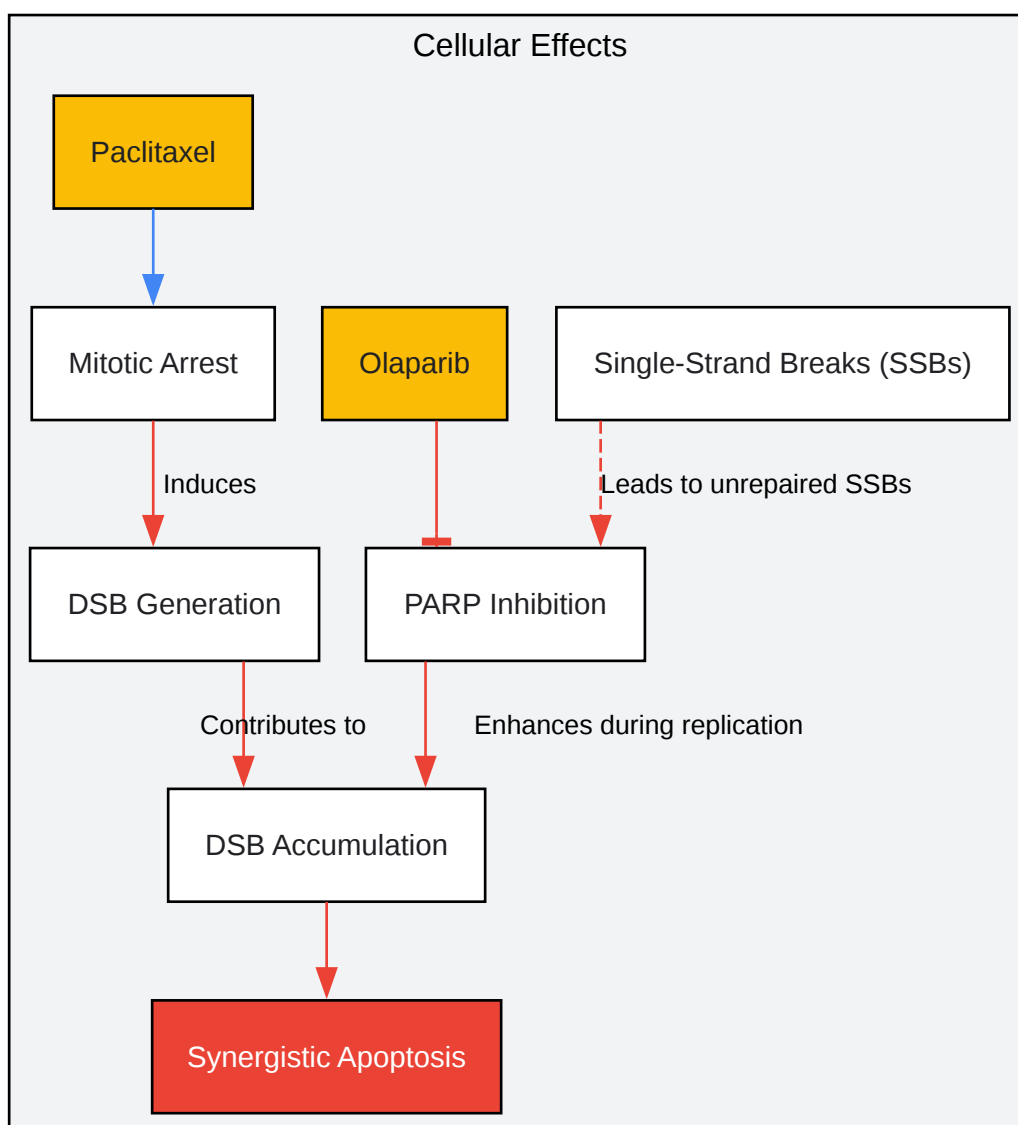 Cellular Effects
Paclitaxel
Mitotic Arrest
Olaparib
Single-Strand Breaks (SSBs)
Induces
Leads to unrepaired SSBs
DSB Generation
PARP Inhibition
Contributes to
Enhances during replication
DSB Accumulation
Synergistic Apoptosis